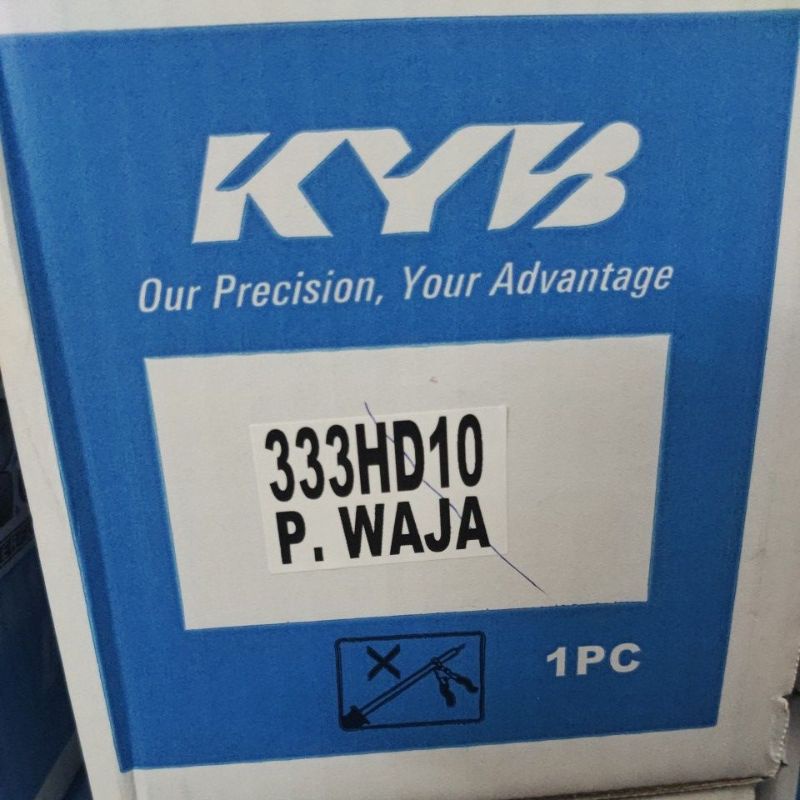 KYB
Our Precision, Your Advantage
333HD10
P. WAJA
1PC